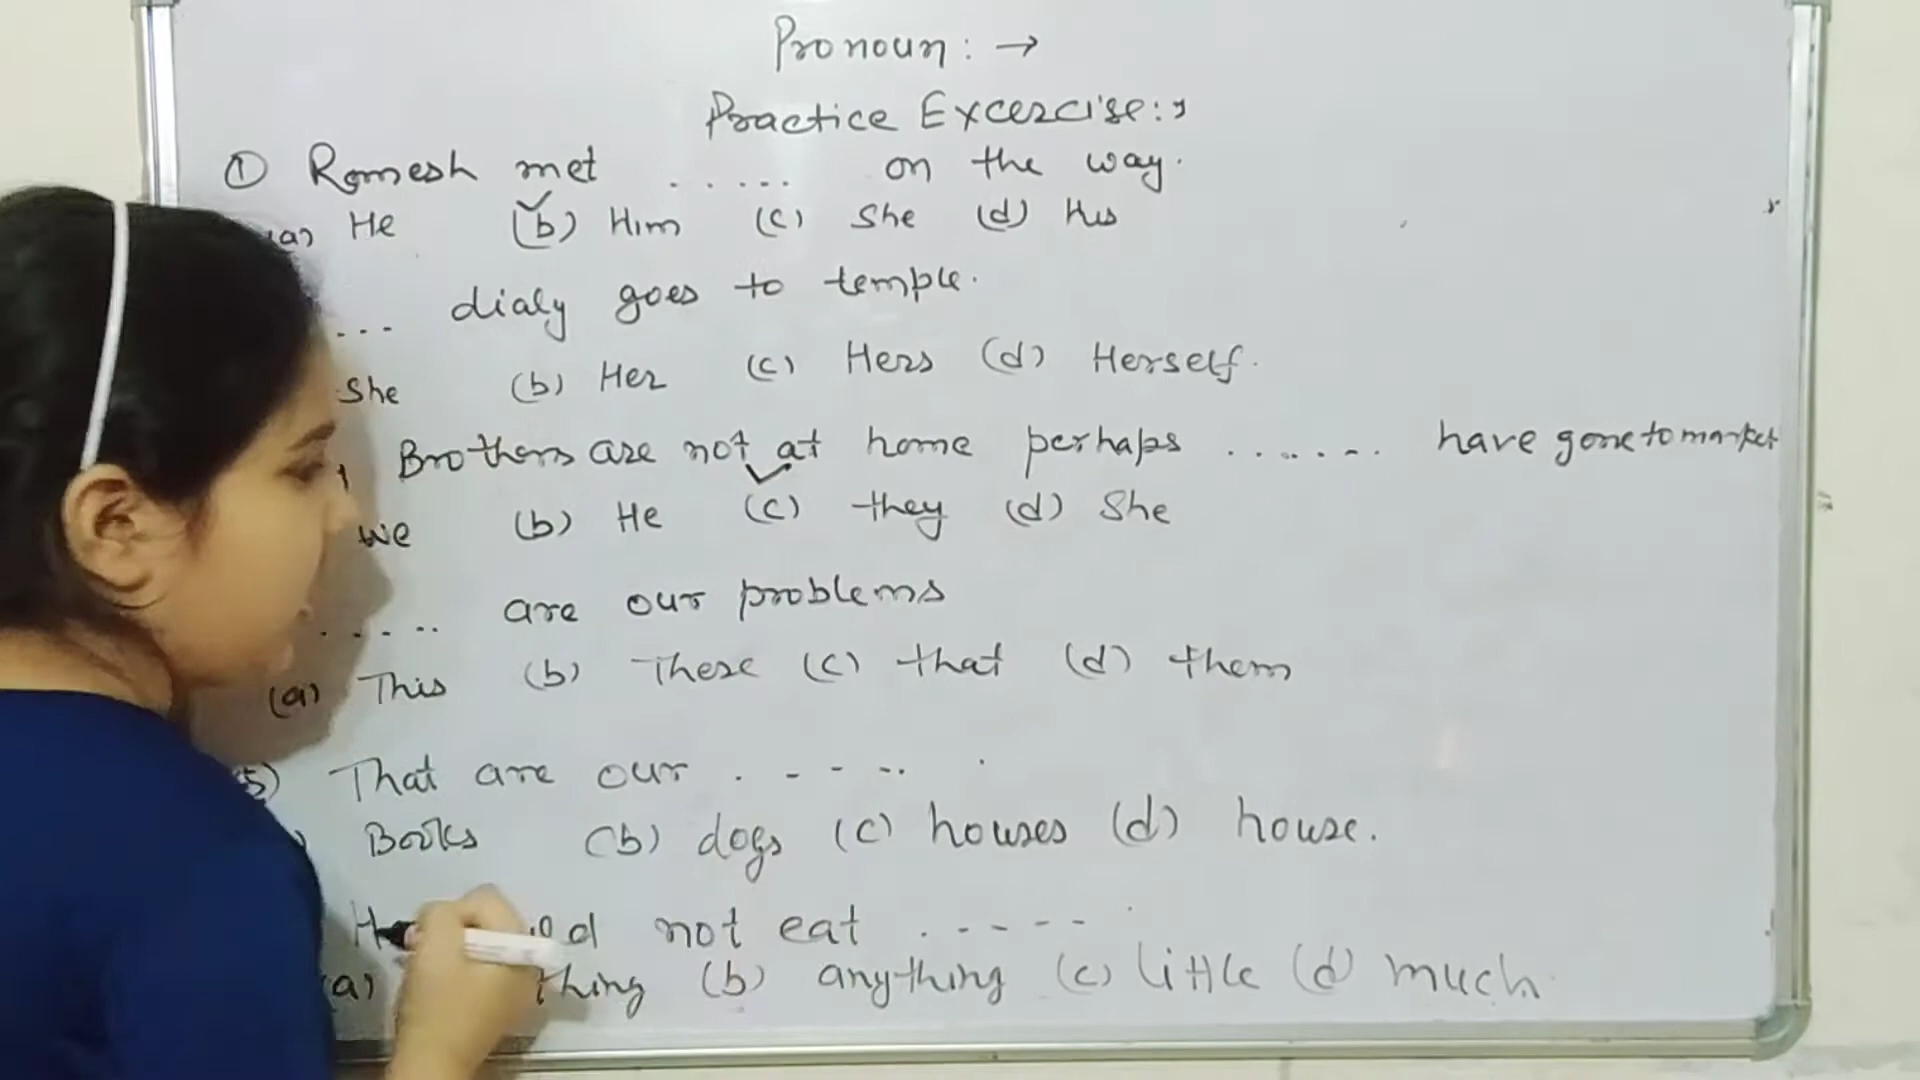 Pronoun: →
Practice Excercise:,
① Romesh met ..... on the way.
(a) He (b) Him (c) She (d) His
... dialy goes to temple.
She (b) Her (c) Hers (d) Herself.
Brothers are not at home perhaps ....... have gone to market
We (b) He (c) they (d) She
..... are our problems
(a) This (b) These (c) that (d) them
5) That are our .....
Books (b) dogs (c) houses (d) house.
not eat .....
(a) thing (b) anything (c) little (d) much.